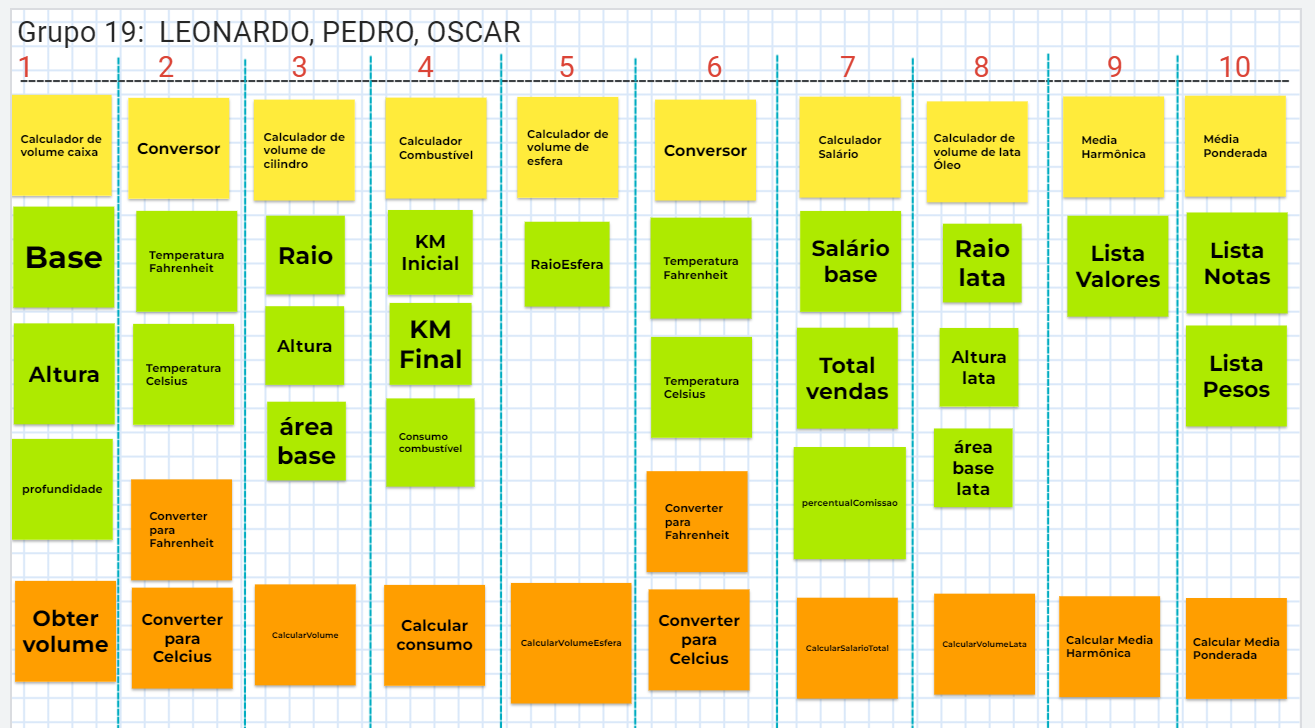 Grupo 19:  LEONARDO, PEDRO, OSCAR
1
2
3
4
5
6
7
8
9
10
Calculador de
volume caixa
Conversor
Calculador de
volume de
cilindro
Calculador
Combustível
Calculador de
volume de
esfera
Conversor
Calculador
Salário
Calculador de
volume de lata
Óleo
Media
Harmônica
Média
Ponderada
Base
Temperatura
Fahrenheit
Raio
KM
Inicial
RaioEsfera
Temperatura
Fahrenheit
Salário
base
Raio
lata
Lista
Valores
Lista
Notas
Altura
Temperatura
Celsius
Altura
KM
Final
Temperatura
Celsius
Total
vendas
Altura
lata
Lista
Pesos
profundidade
área
base
Consumo
combustível
percentualComissao
área
base
lata
Converter
para
Fahrenheit
Converter
para
Fahrenheit
Obter
volume
Converter
para
Celcius
CalcularVolume
Calcular
consumo
CalcularVolumeEsfera
Converter
para
Celcius
CalcularSalarioTotal
CalcularVolumeLata
Calcular Media
Harmônica
Calcular Media
Ponderada